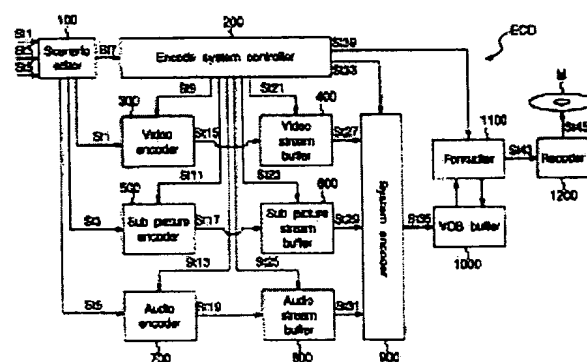 100
200
ECD
St1
St3
St5
Scenario
editor
St7
Encode system controller
St39
St33
St9
St21
300
400
M
St1
Video
encoder
St15
Video
stream
buffer
St27
1100
St45
St11
St23
Formatter
St43
Recoder
500
600
1200
St3
Sub picture
encoder
St17
Sub picture
stream
buffer
St29
System encoder
St35
VOB buffer
St13
St25
1000
St5
Audio
encoder
St19
Audio
stream
buffer
St31
700
800
900